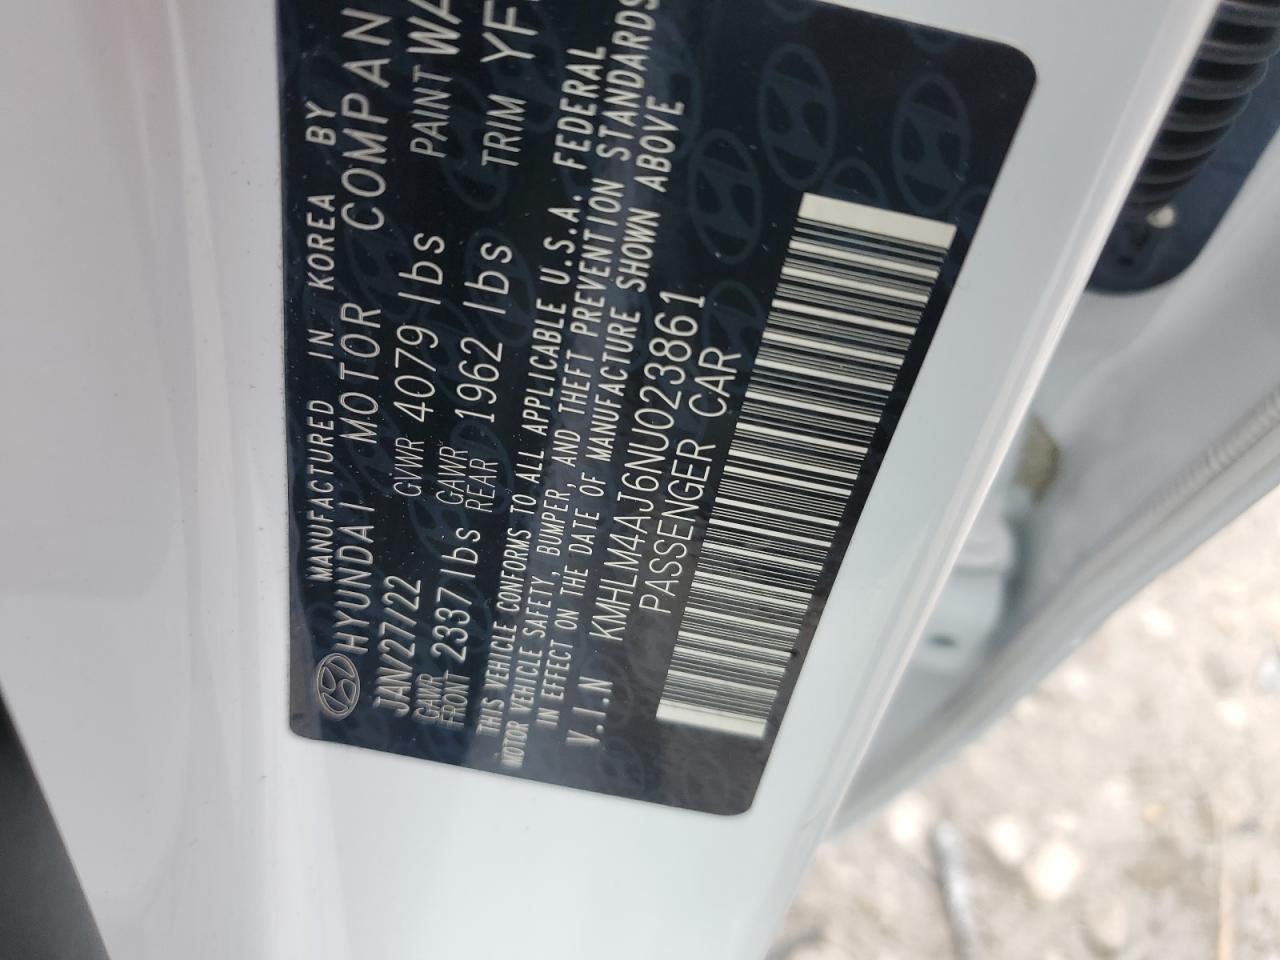 MANUFACTURED IN KOREA BY
HYUNDAI MOTOR COMPAN
JAN/27/22 GVWR 4079 lbs PAINT WA
GAWR FRONT 2337 lbs GAWR REAR 1962 lbs TRIM YF
THIS VEHICLE CONFORMS TO ALL APPLICABLE U.S.A. FEDERAL
MOTOR VEHICLE SAFETY, BUMPER, AND THEFT PREVENTION STANDARDS
IN EFFECT ON THE DATE OF MANUFACTURE SHOWN ABOVE
V.I.N KMHLM4AJ6NU023861
PASSENGER CAR